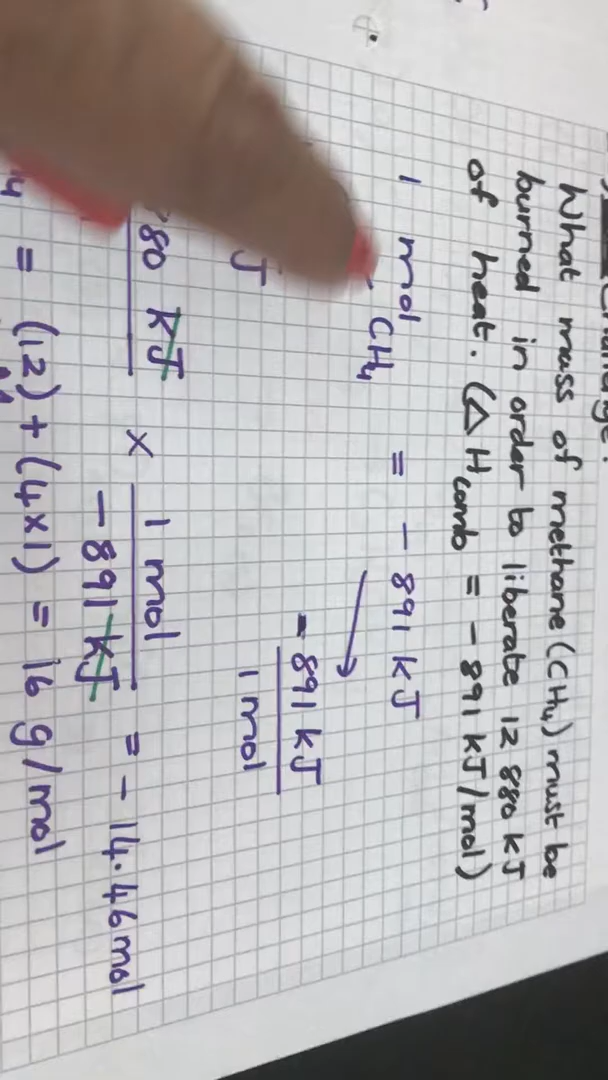 What mass of methane (CH4) must be
burned in order to liberate 12 880 KJ
of heat. (△Hcomb = -891 KJ/mol)
1 mol CH4 = - 891 KJ
-891 KJ
1 mol
J
80 KJ × 1 mol = - 14.46 mol
-891 KJ
4 = (12) + (4×1) = 16 g/mol